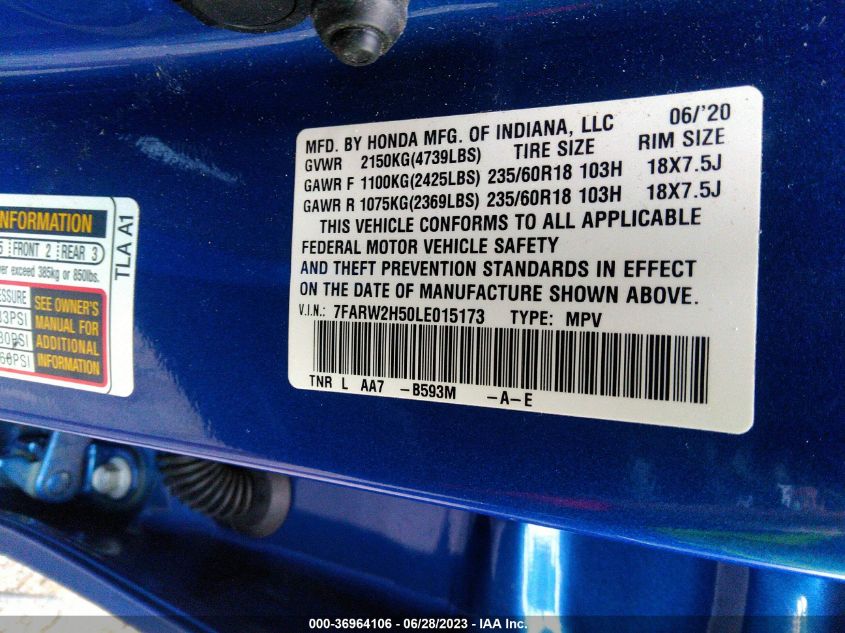 MFD. BY HONDA MFG. OF INDIANA, LLC 06/'20
GVWR 2150KG(4739LBS) TIRE SIZE RIM SIZE
GAWR F 1100KG(2425LBS) 235/60R18 103H 18X7.5J
GAWR R 1075KG(2369LBS) 235/60R18 103H 18X7.5J
THIS VEHICLE CONFORMS TO ALL APPLICABLE
FEDERAL MOTOR VEHICLE SAFETY
AND THEFT PREVENTION STANDARDS IN EFFECT
ON THE DATE OF MANUFACTURE SHOWN ABOVE.
V.I.N.: 7FARW2H50LE015173 TYPE: MPV
TNR L AA7 -B593M -A-E
INFORMATION
5 FRONT 2 REAR 3
exceed 385kg or 850lbs.
SEE OWNER'S
MANUAL FOR
ADDITIONAL
INFORMATION
33PSI
60PSI
TLA A1
000-36964106 - 06/28/2023 - IAA Inc.